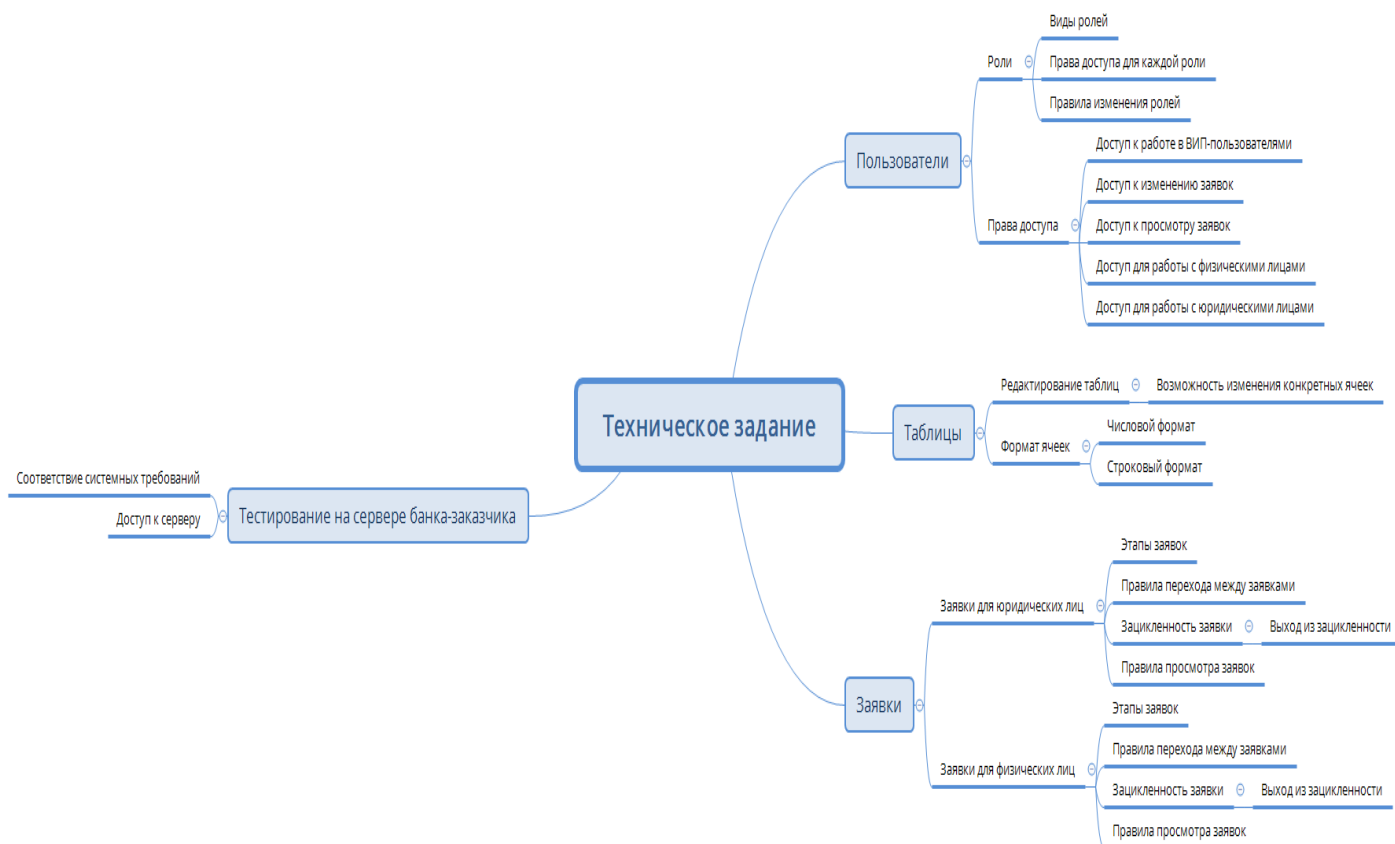 Техническое задание
Пользователи
Роли
Виды ролей
Права доступа для каждой роли
Правила изменения ролей
Права доступа
Доступ к работе в ВИП-пользователями
Доступ к изменению заявок
Доступ к просмотру заявок
Доступ для работы с физическими лицами
Доступ для работы с юридическими лицами
Таблицы
Редактирование таблиц
Возможность изменения конкретных ячеек
Формат ячеек
Числовой формат
Строковый формат
Заявки
Заявки для юридических лиц
Этапы заявок
Правила перехода между заявками
Зацикленность заявки
Выход из зацикленности
Правила просмотра заявок
Заявки для физических лиц
Этапы заявок
Правила перехода между заявками
Зацикленность заявки
Выход из зацикленности
Правила просмотра заявок
Тестирование на сервере банка-заказчика
Соответствие системных требований
Доступ к серверу